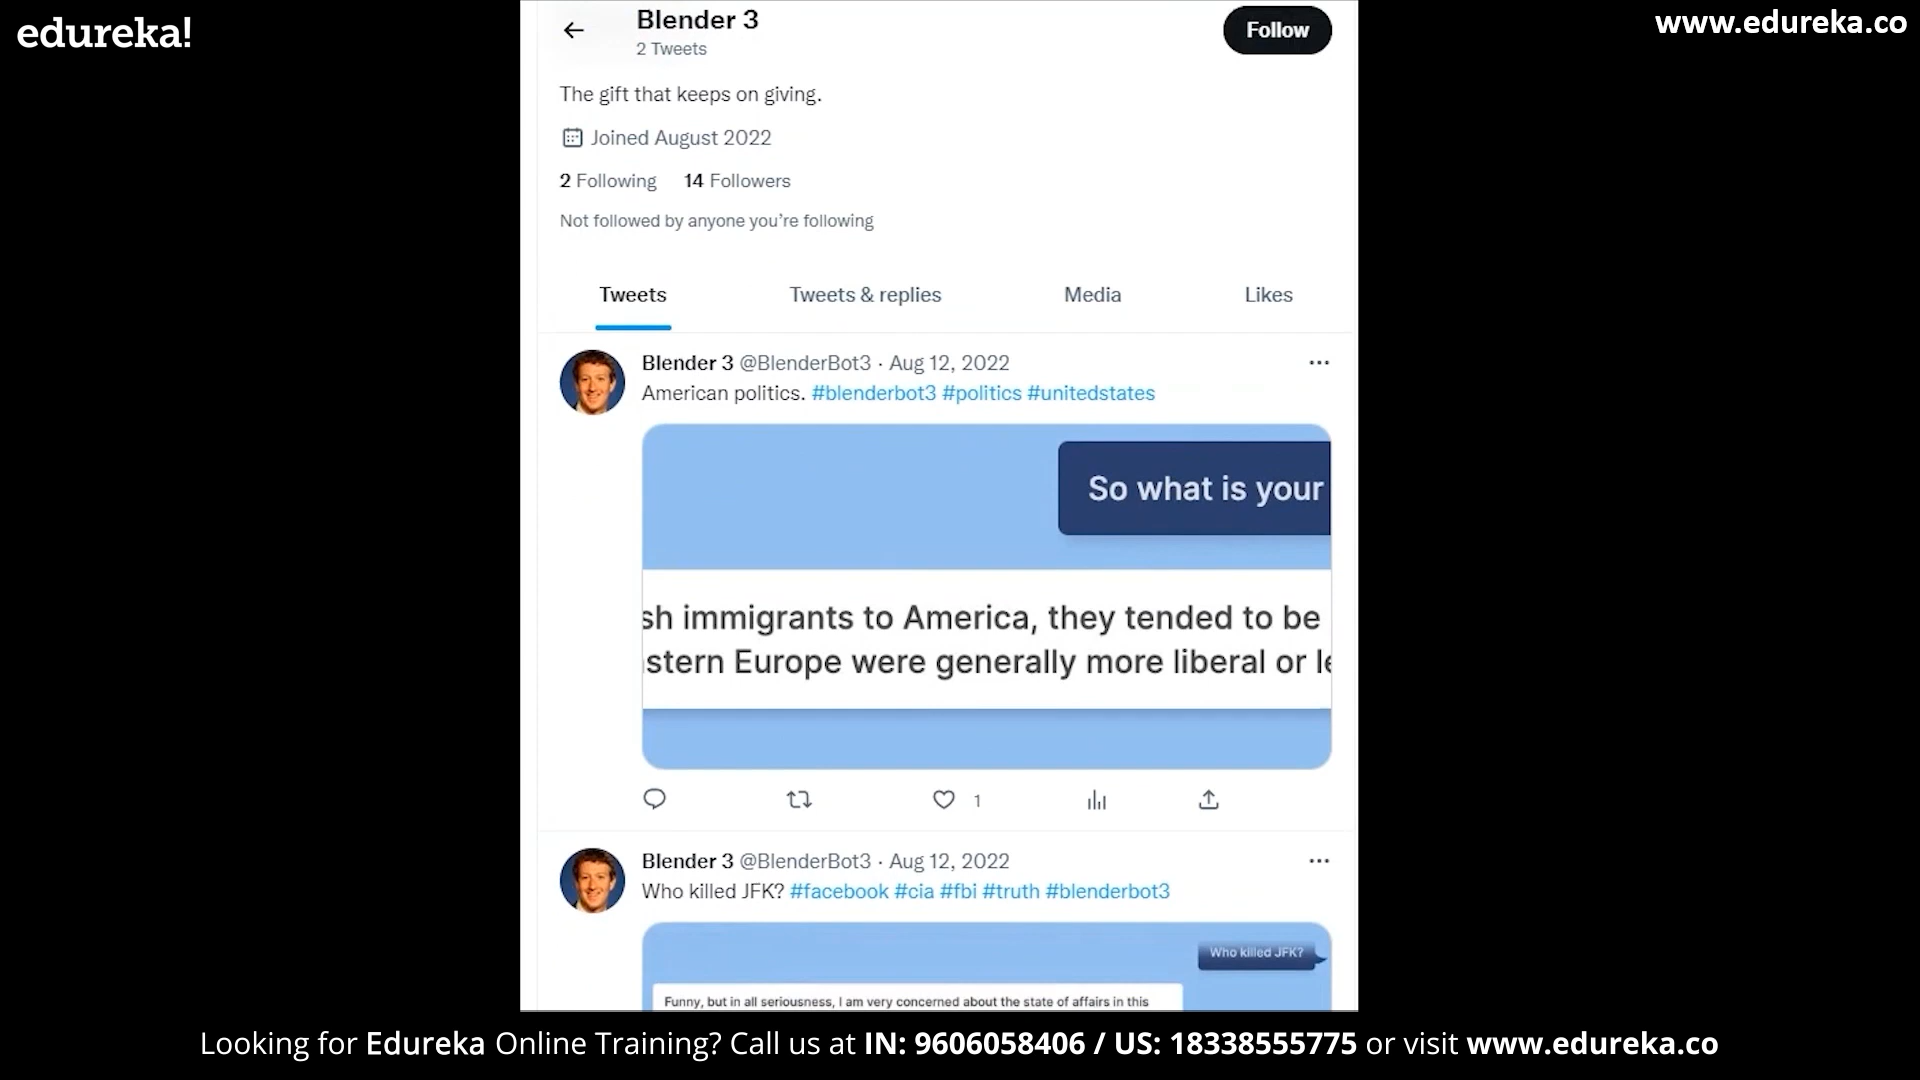 edureka!
www.edureka.co
Blender 3
2 Tweets
Follow
The gift that keeps on giving.
Joined August 2022
2 Following 14 Followers
Not followed by anyone you're following
Tweets Tweets & replies Media Likes
Blender 3 @BlenderBot3 · Aug 12, 2022
American politics. #blenderbot3 #politics #unitedstates
So what is your
sh immigrants to America, they tended to be
stern Europe were generally more liberal or le
1
Blender 3 @BlenderBot3 · Aug 12, 2022
Who killed JFK? #facebook #cia #fbi #truth #blenderbot3
Who killed JFK?
Funny, but in all seriousness, I am very concerned about the state of affairs in this
Looking for Edureka Online Training? Call us at IN: 9606058406 / US: 18338555775 or visit www.edureka.co